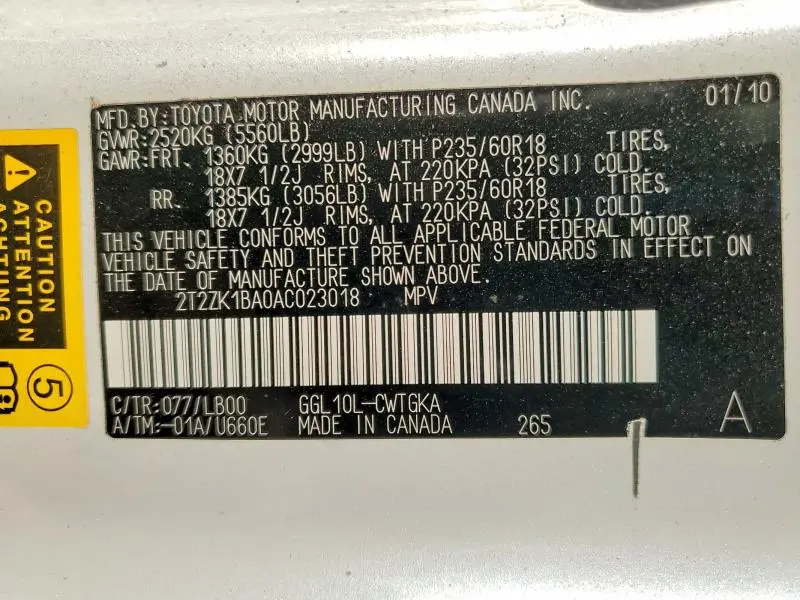 MFD.BY:TOYOTA MOTOR MANUFACTURING CANADA INC. 01/10
GVWR:2520KG (5560LB)
GAWR:FRT. 1360KG (2999LB) WITH P235/60R18 TIRES,
18X7 1/2J RIMS, AT 220KPA (32PSI) COLD.
RR. 1385KG (3056LB) WITH P235/60R18 TIRES,
18X7 1/2J RIMS, AT 220KPA (32PSI) COLD.
THIS VEHICLE CONFORMS TO ALL APPLICABLE FEDERAL MOTOR
VEHICLE SAFETY AND THEFT PREVENTION STANDARDS IN EFFECT ON
THE DATE OF MANUFACTURE SHOWN ABOVE.
2T2ZK1BA0AC023018 MPV
C/TR:077/LB00 GGL10L-CWTGKA
A/TM:-01A/U660E MADE IN CANADA 265 A
CAUTION
ATTENTION
ACHTUNG
5